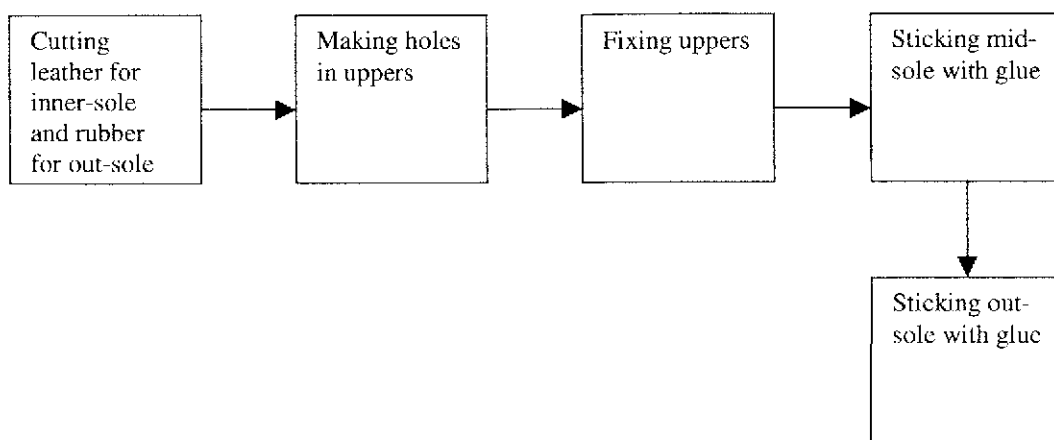 Cutting
leather for
inner-sole
and rubber
for out-sole
Making holes
in uppers
Fixing uppers
Sticking mid-
sole with glue
Sticking out-
sole with glue